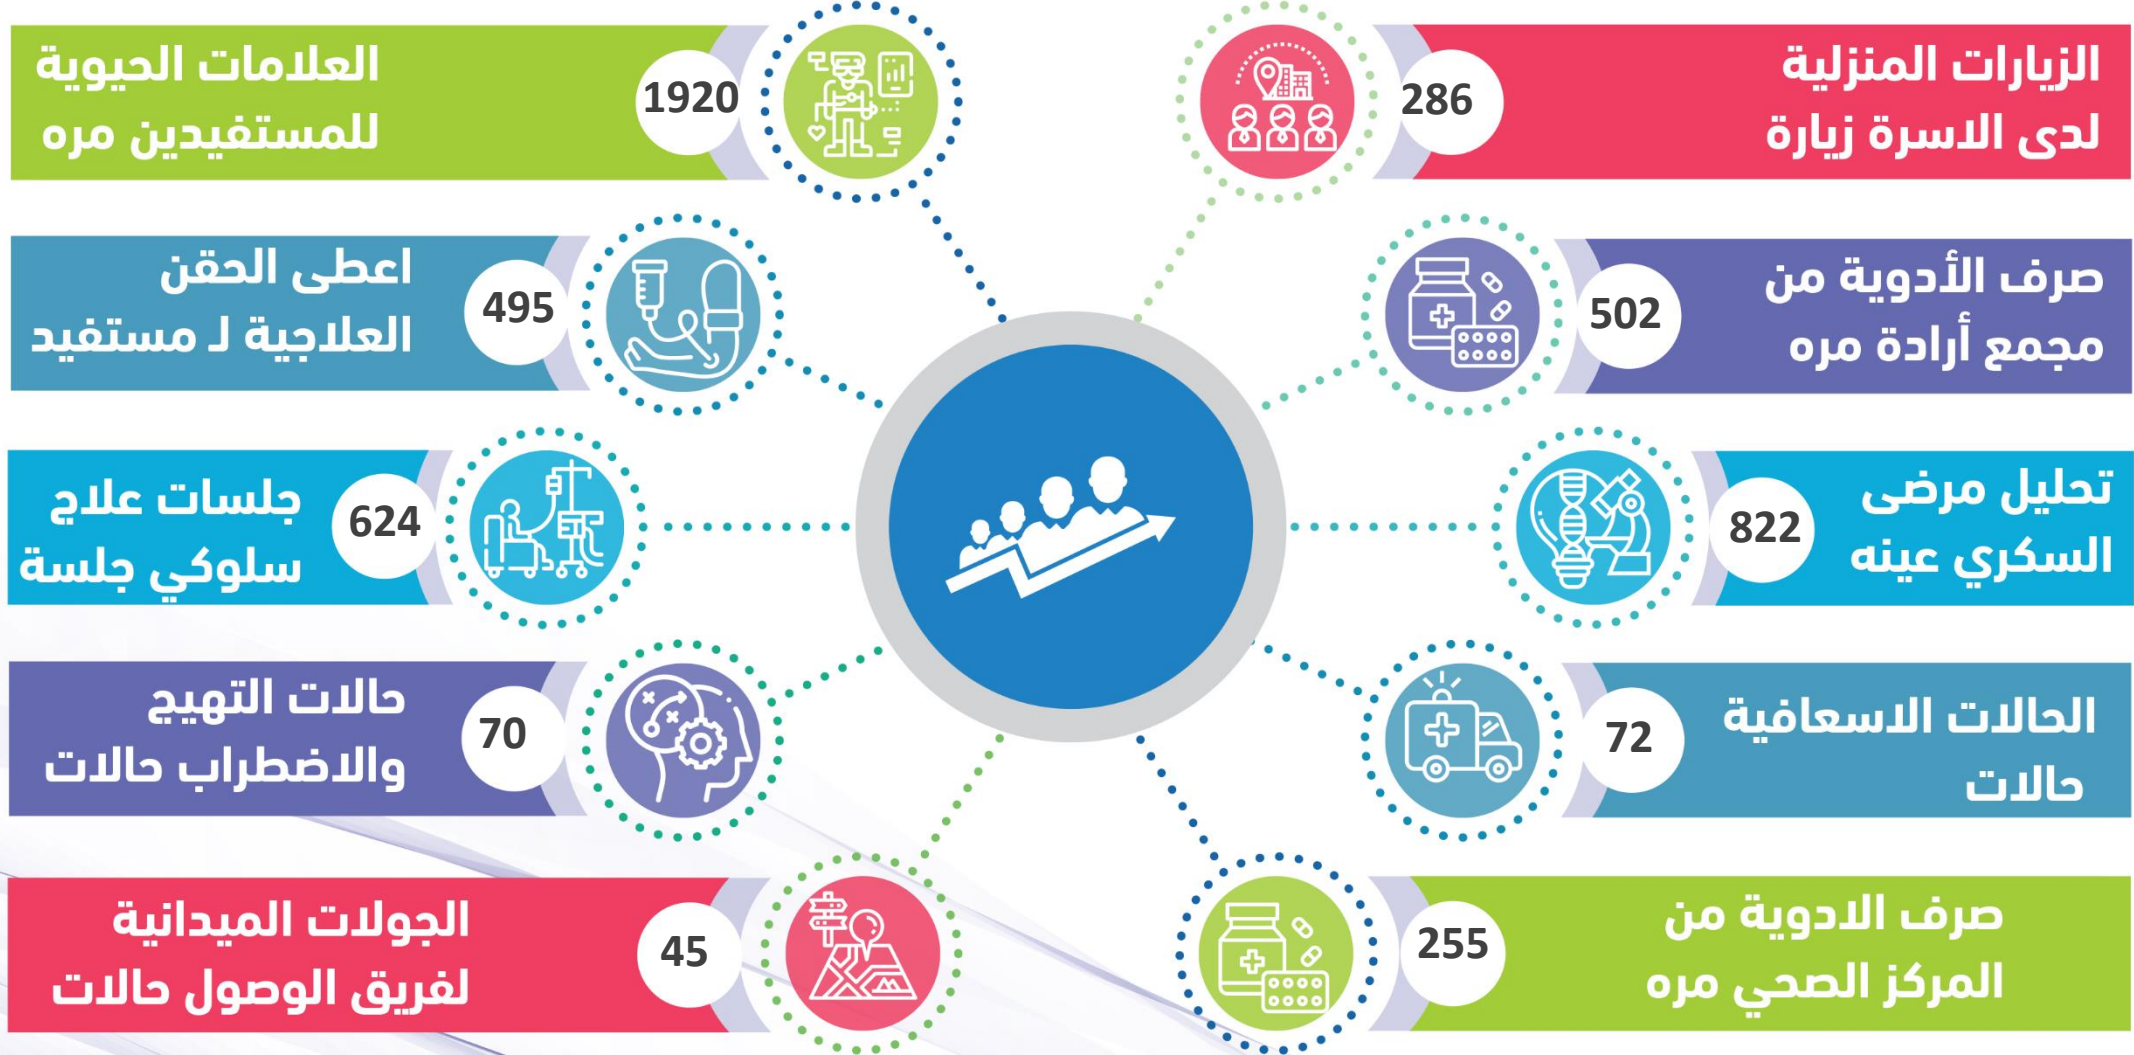 الزيارات المنزلية
لدى الاسرة زيارة
286
العلامات الحيوية
للمستفيدين مره
1920
صرف الأدوية من
مجمع أرادة مره
502
اعطى الحقن
العلاجية لـ مستفيد
495
تحليل مرضى
السكري عينه
822
جلسات علاج
سلوكي جلسة
624
الحالات الاسعافية
حالات
72
حالات التهيج
والاضطراب حالات
70
صرف الادوية من
المركز الصحي مره
255
الجولات الميدانية
لفريق الوصول حالات
45